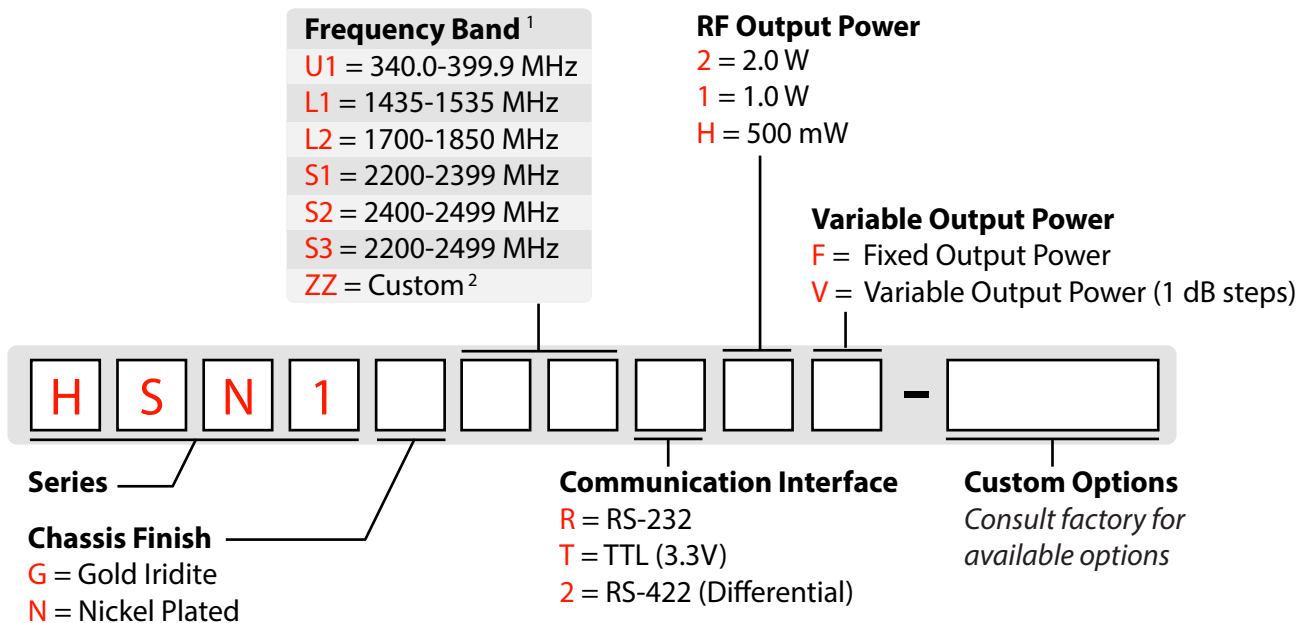 Frequency Band 1
U1 = 340.0-399.9 MHz
L1 = 1435-1535 MHz
L2 = 1700-1850 MHz
S1 = 2200-2399 MHz
S2 = 2400-2499 MHz
S3 = 2200-2499 MHz
ZZ = Custom 2
RF Output Power
2 = 2.0 W
1 = 1.0 W
H = 500 mW
Variable Output Power
F = Fixed Output Power
V = Variable Output Power (1 dB steps)
H S N 1 -
Series
Chassis Finish
G = Gold Iridite
N = Nickel Plated
Communication Interface
R = RS-232
T = TTL (3.3V)
2 = RS-422 (Differential)
Custom Options
Consult factory for
available options